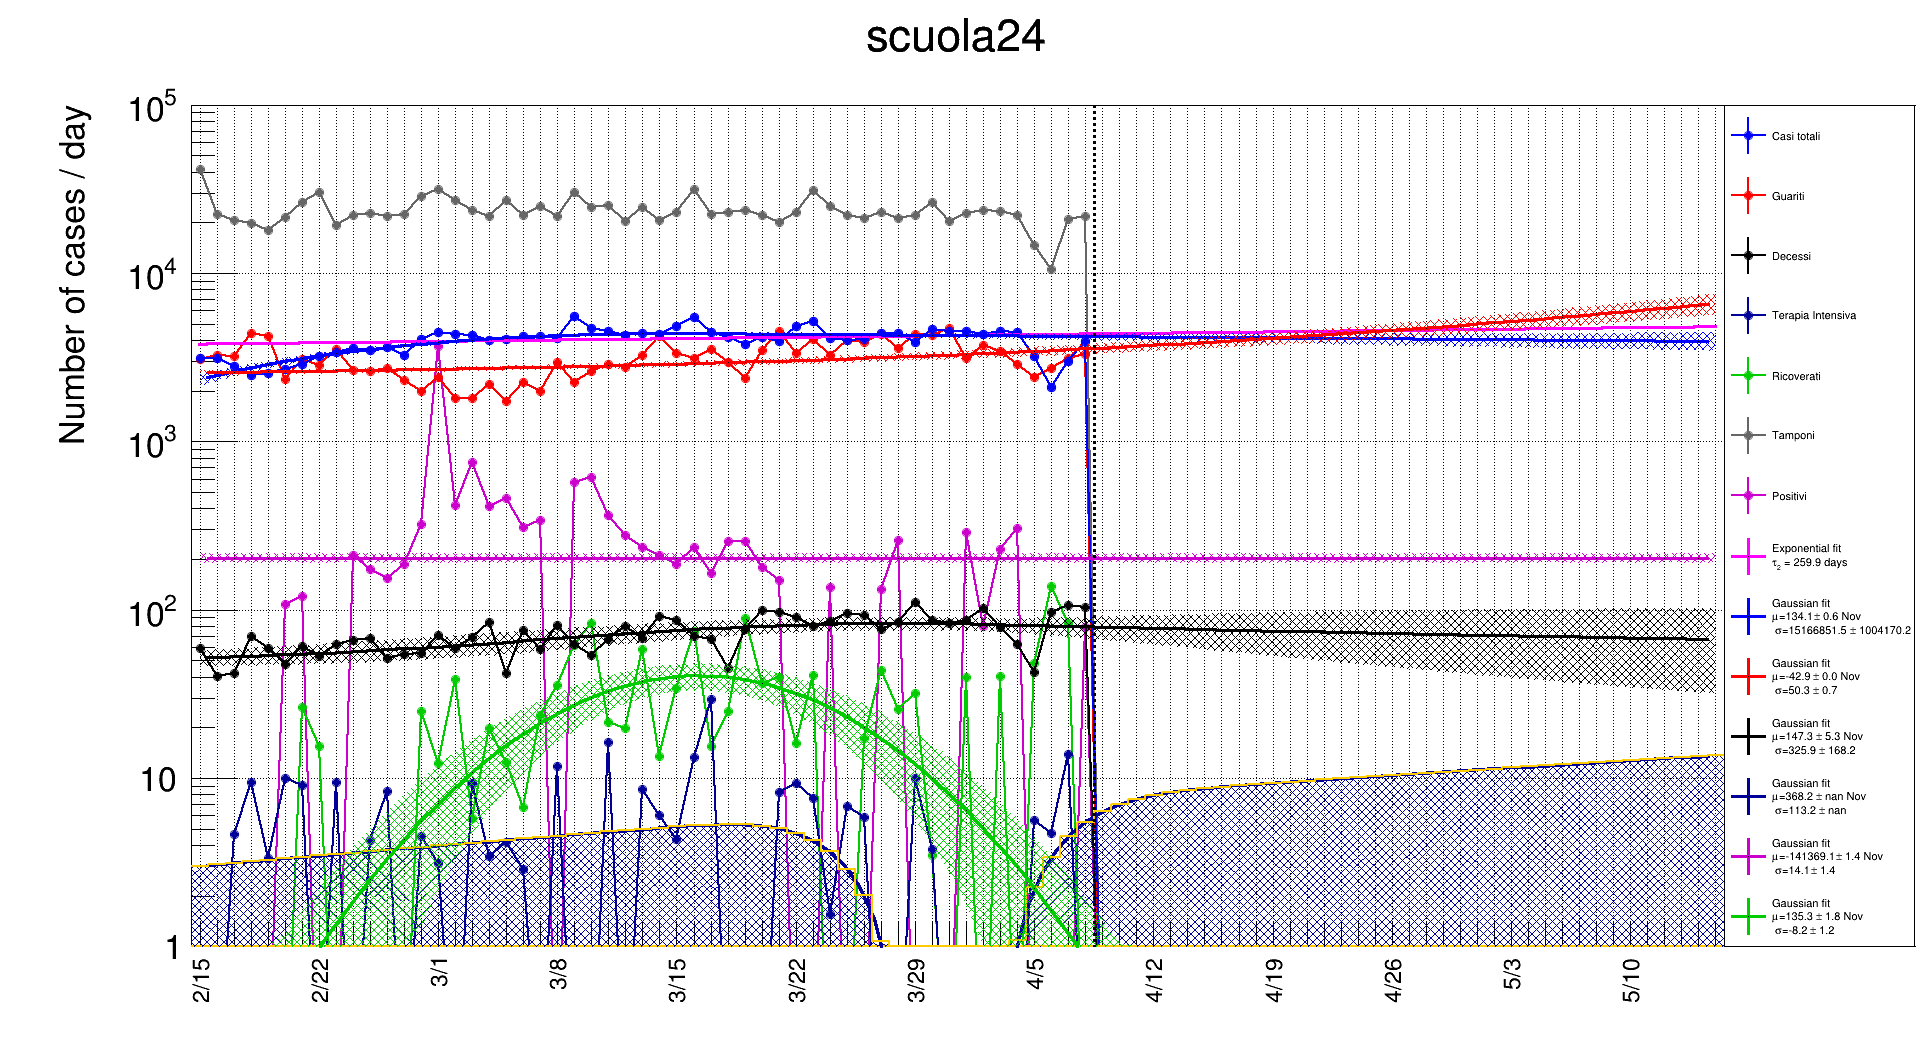 scuola24
Number of cases / day
10^5
10^4
10^3
10^2
10
1
2/15
2/22
3/1
3/8
3/15
3/22
3/29
4/5
4/12
4/19
4/26
5/3
5/10
Casi totali
Guariti
Decessi
Terapia Intensiva
Ricoverati
Tamponi
Positivi
Exponential fit
τ₂ = 259.9 days
Gaussian fit
μ=134.1± 0.6 Nov
σ=15166851.5 ± 1004170.2
Gaussian fit
μ=-42.9 ± 0.0 Nov
σ=50.3 ± 0.7
Gaussian fit
μ=147.3 ± 5.3 Nov
σ=325.9 ± 168.2
Gaussian fit
μ=368.2 ± nan Nov
σ=113.2 ± nan
Gaussian fit
μ=-141369.1± 1.4 Nov
σ=14.1± 1.4
Gaussian fit
μ=135.3 ± 1.8 Nov
σ=-8.2 ± 1.2